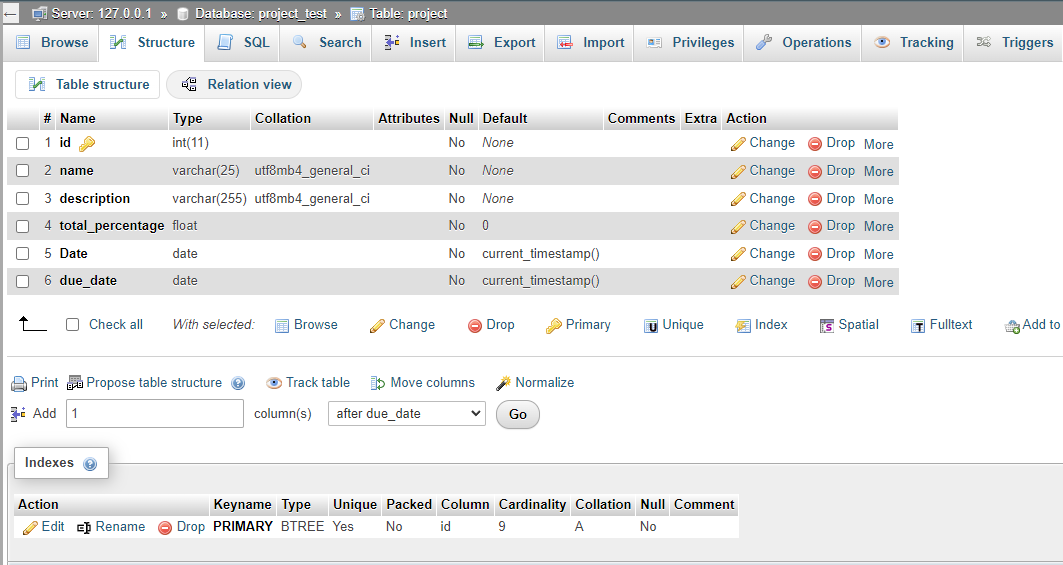 Server: 127.0.0.1 » Database: project_test » Table: project
Browse Structure SQL Search Insert Export Import Privileges Operations Tracking Triggers
Table structure Relation view
# Name Type Collation Attributes Null Default Comments Extra Action
1 id int(11) No None Change Drop More
2 name varchar(25) utf8mb4_general_ci No None Change Drop More
3 description varchar(255) utf8mb4_general_ci No None Change Drop More
4 total_percentage float No 0 Change Drop More
5 Date date No current_timestamp() Change Drop More
6 due_date date No current_timestamp() Change Drop More
Check all With selected: Browse Change Drop Primary Unique Index Spatial Fulltext Add to
Print Propose table structure Track table Move columns Normalize
Add 1 column(s) after due_date Go
Indexes
Action Keyname Type Unique Packed Column Cardinality Collation Null Comment
Edit Rename Drop PRIMARY BTREE Yes No id 9 A No